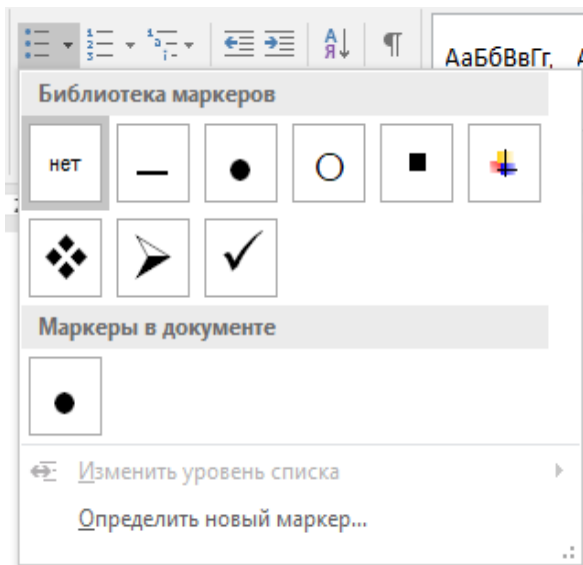 АаБбВвГг,
Библиотека маркеров
нет
Маркеры в документе
Изменить уровень списка
Определить новый маркер...